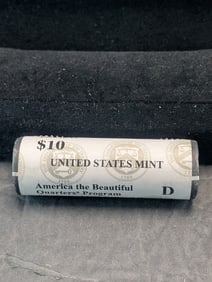 $10
UNITED STATES MINT
America the Beautiful
Quarters® Program
D